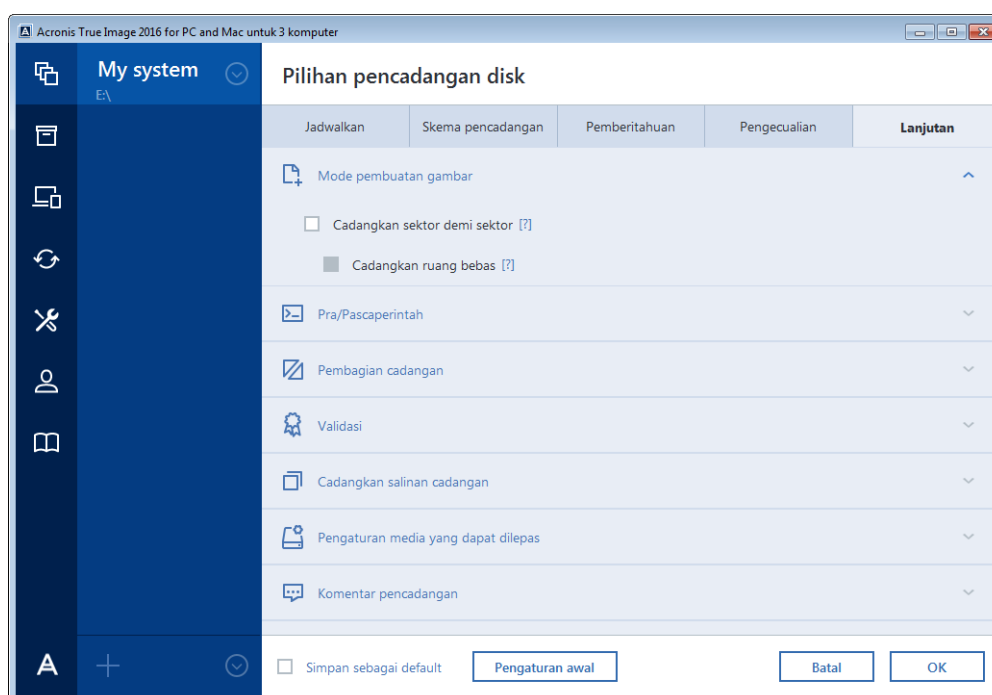 Acronis True Image 2016 for PC and Mac untuk 3 komputer
My system
E:\
Pilihan pencadangan disk
Jadwalkan
Skema pencadangan
Pemberitahuan
Pengecualian
Lanjutan
Mode pembuatan gambar
Cadangkan sektor demi sektor [?]
Cadangkan ruang bebas [?]
Pra/Pascaperintah
Pembagian cadangan
Validasi
Cadangkan salinan cadangan
Pengaturan media yang dapat dilepas
Komentar pencadangan
Simpan sebagai default
Pengaturan awal
Batal
OK